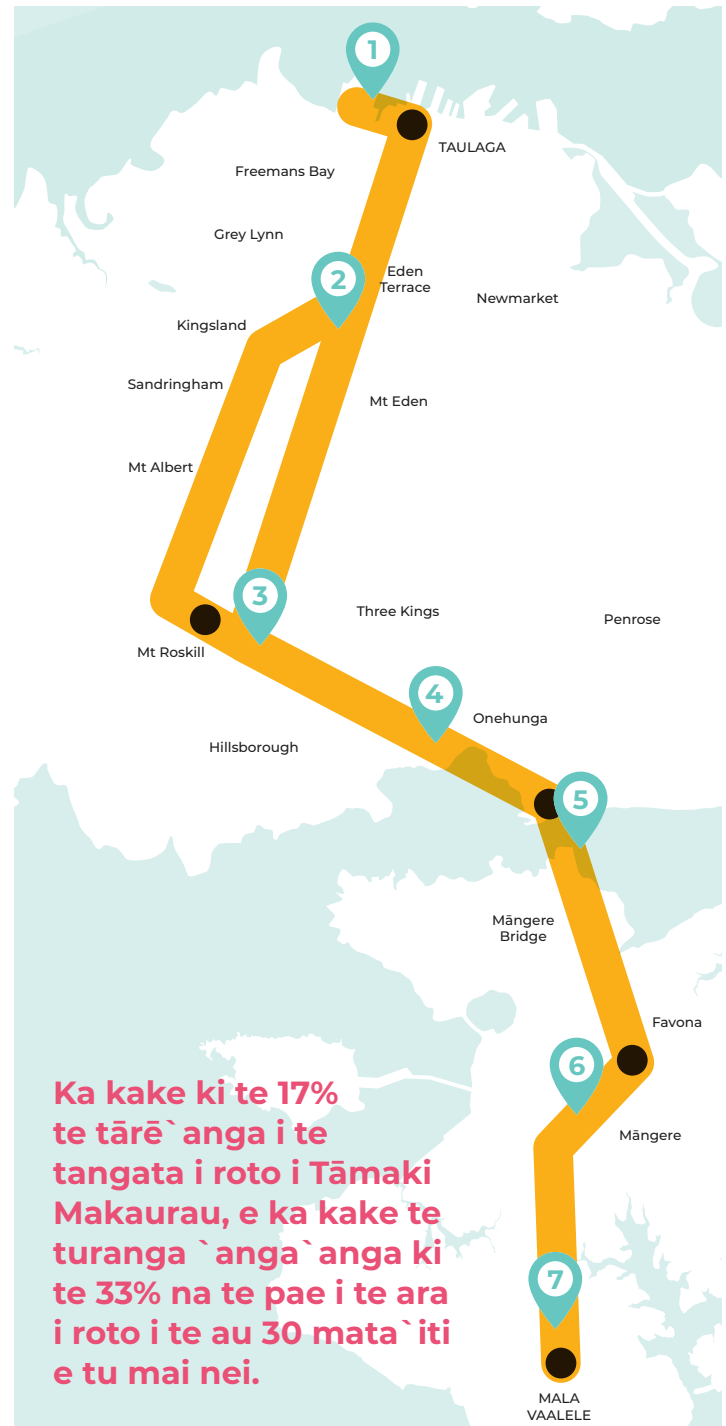 1
TAULAGA
Freemans Bay
Grey Lynn
2
Eden
Terrace
Newmarket
Kingsland
Sandringham
Mt Eden
Mt Albert
3
Three Kings
Penrose
Mt Roskill
4
Onehunga
Hillsborough
5
Māngere
Bridge
Favona
6
Māngere
Ka kake ki te 17%
te tārē`anga i te
tangata i roto i Tāmaki
Makaurau, e ka kake te
turanga `anga`anga ki
te 33% na te pae i te ara
i roto i te au 30 mata`iti
e tu mai nei.
7
MALA
VAALELE